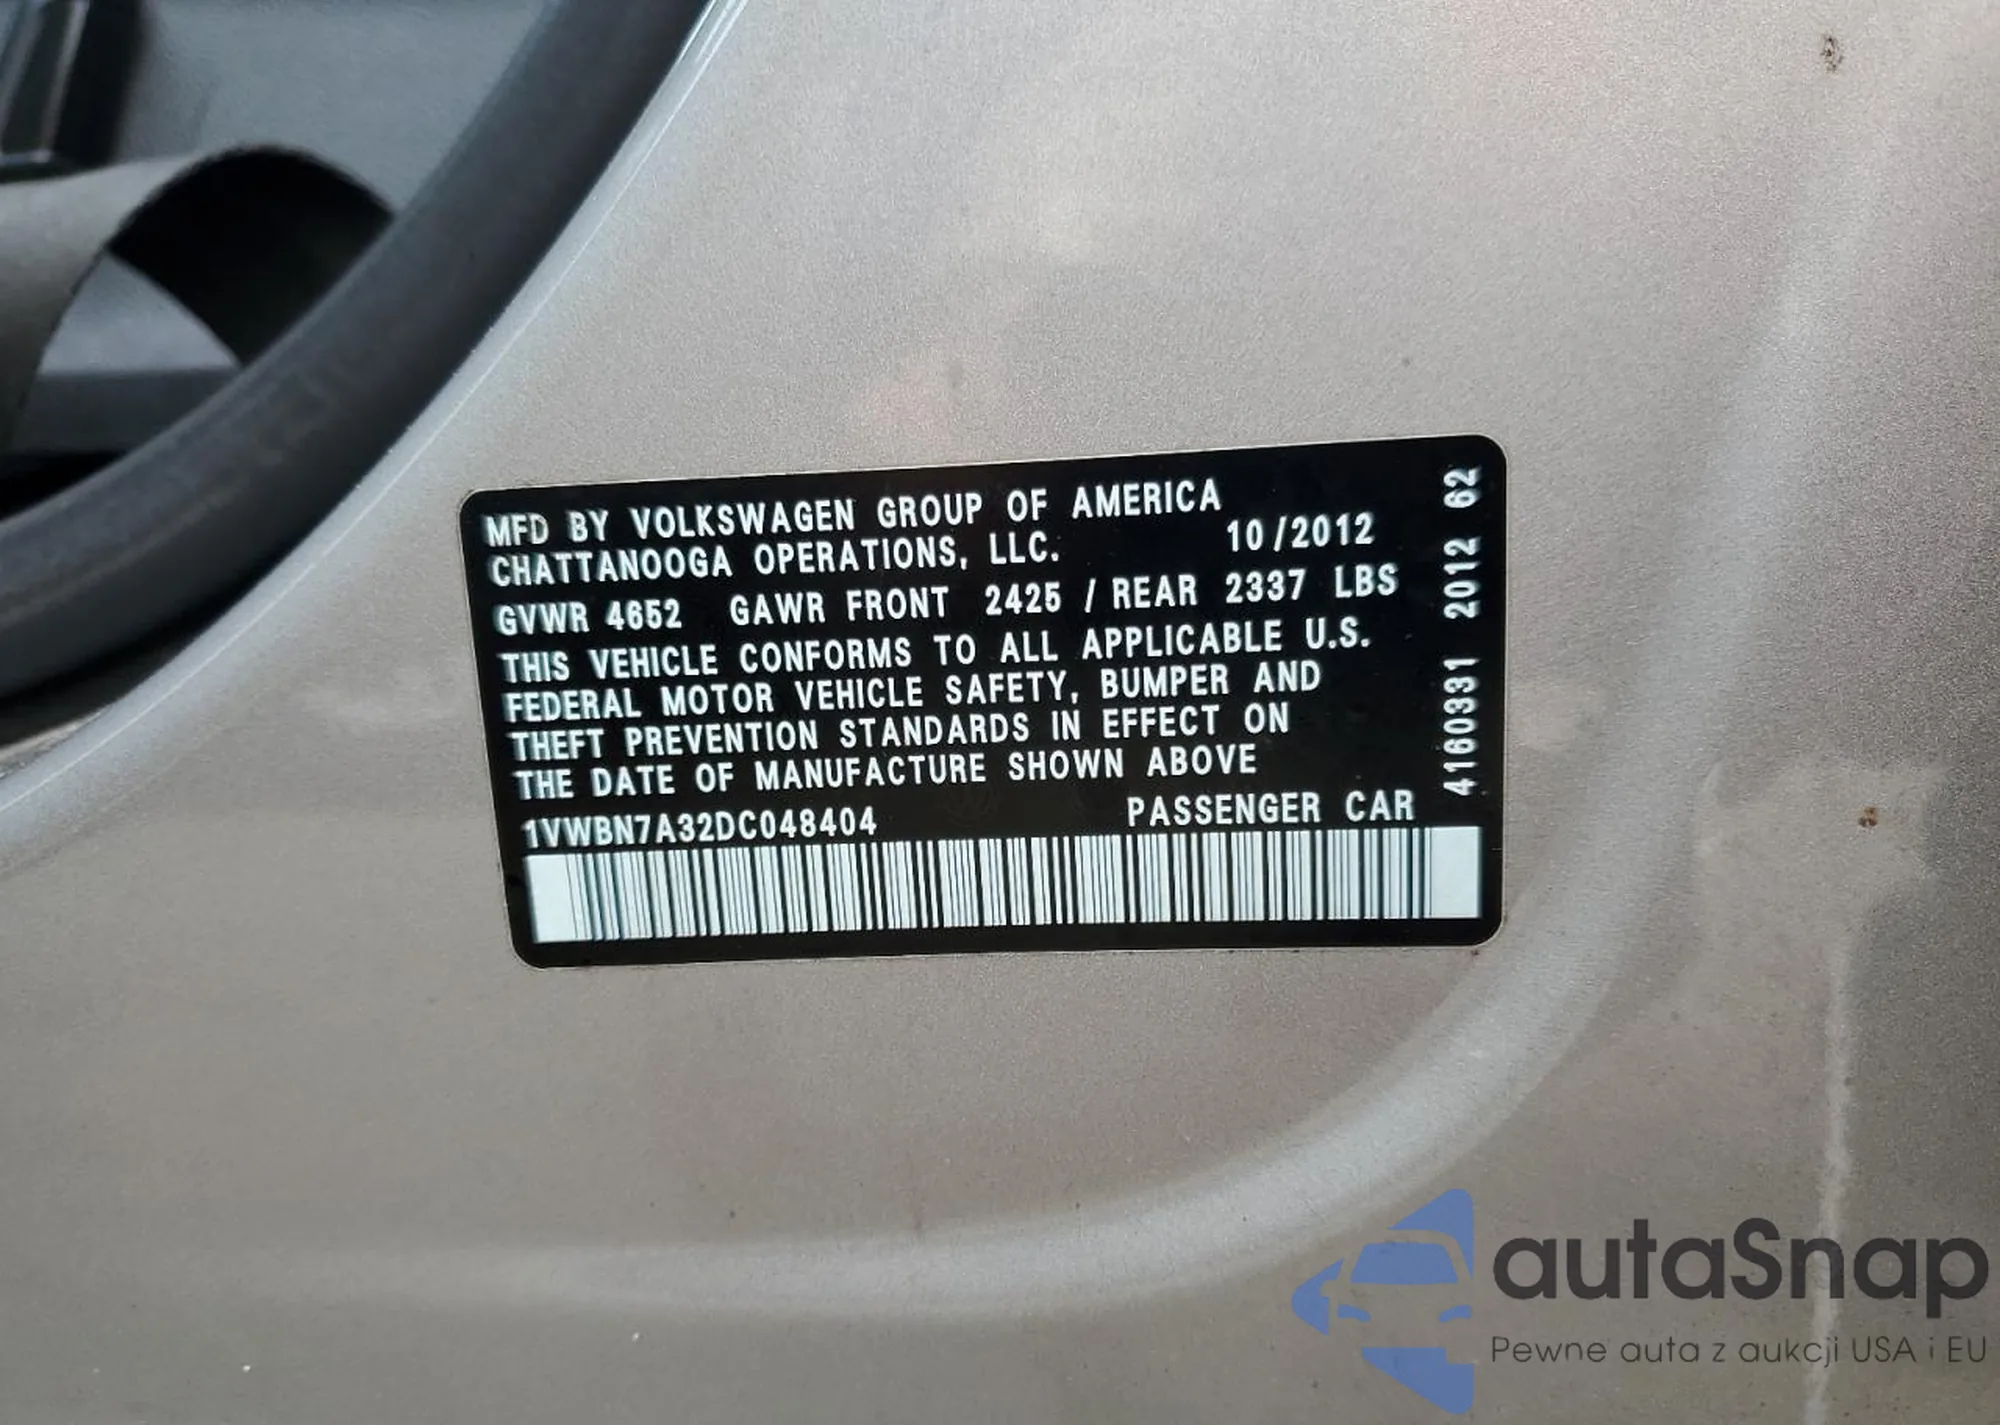 MFD BY VOLKSWAGEN GROUP OF AMERICA
CHATTANOOGA OPERATIONS, LLC. 10/2012
GVWR 4652 GAWR FRONT 2425 / REAR 2337 LBS
THIS VEHICLE CONFORMS TO ALL APPLICABLE U.S.
FEDERAL MOTOR VEHICLE SAFETY, BUMPER AND
THEFT PREVENTION STANDARDS IN EFFECT ON
THE DATE OF MANUFACTURE SHOWN ABOVE
1VWBN7A32DC048404 PASSENGER CAR
4160331 2012 62
autaSnap
Pewne auta z aukcji USA i EU